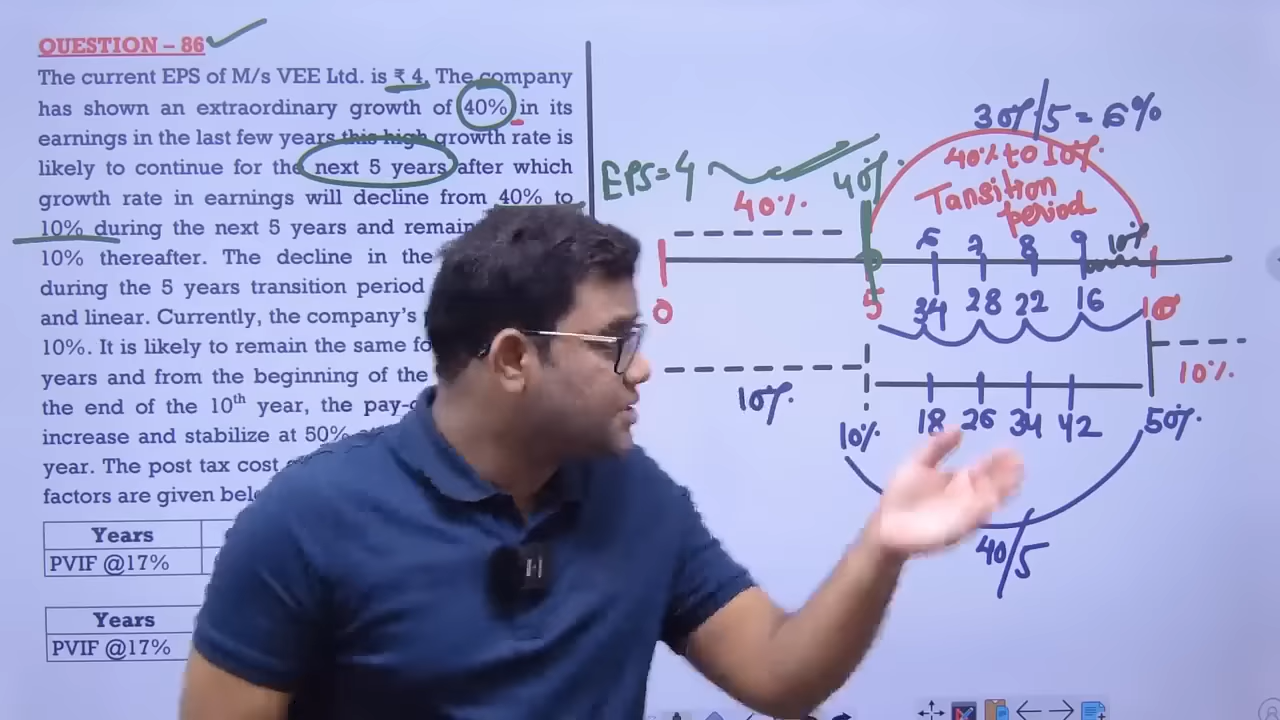 QUESTION – 86
The current EPS of M/s VEE Ltd. is ₹ 4. The company
has shown an extraordinary growth of 40% in its
earnings in the last few years this high growth rate is
likely to continue for the next 5 years after which
growth rate in earnings will decline from 40% to
10% during the next 5 years and remain
10% thereafter. The decline in the
during the 5 years transition period
and linear. Currently, the company's
10%. It is likely to remain the same
years and from the beginning of the
the end of the 10th year, the
increase and stabilize at 50%
year. The post tax cost
factors are given
Years
PVIF @17%
Years
PVIF @17%
30%/5 = 6%
40% to 10%
Tansition
period
EPS=4
40%
40%
6 7 8 9 10%
0 5 34 28 22 16 10
10%
10%
10% 18 26 34 42 50%
40/5